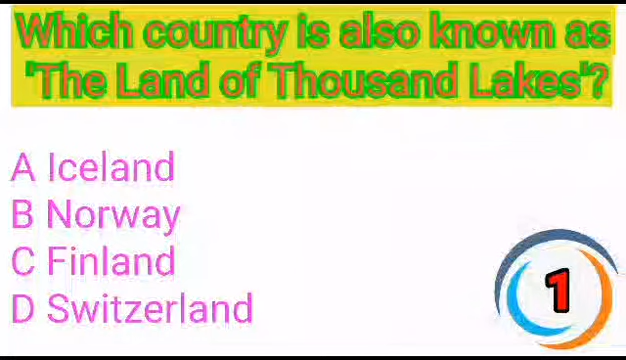 Which country is also known as
'The Land of Thousand Lakes'?
A Iceland
B Norway
C Finland
D Switzerland
1